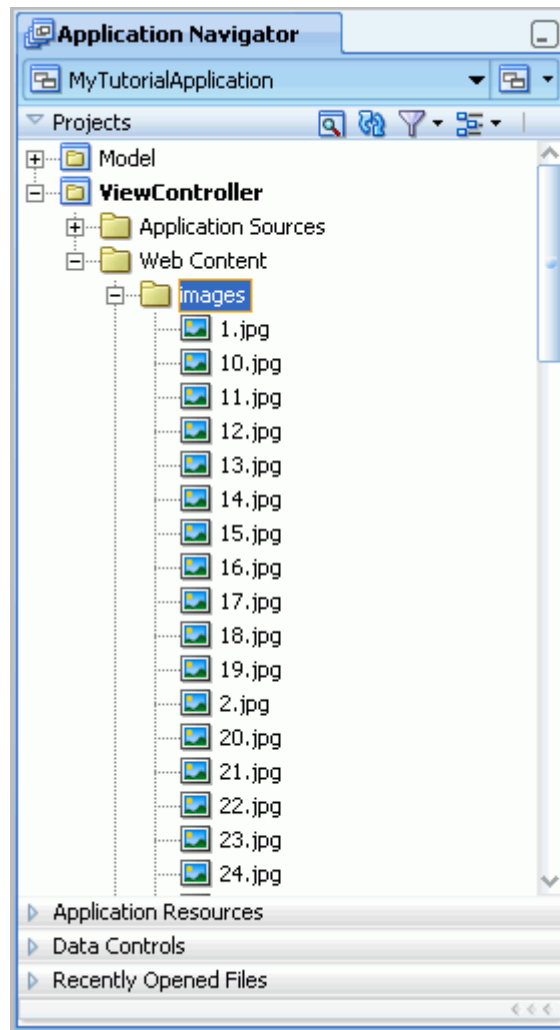 Application Navigator
MyTutorialApplication
Projects
Model
ViewController
Application Sources
Web Content
images
1.jpg
10.jpg
11.jpg
12.jpg
13.jpg
14.jpg
15.jpg
16.jpg
17.jpg
18.jpg
19.jpg
2.jpg
20.jpg
21.jpg
22.jpg
23.jpg
24.jpg
Application Resources
Data Controls
Recently Opened Files